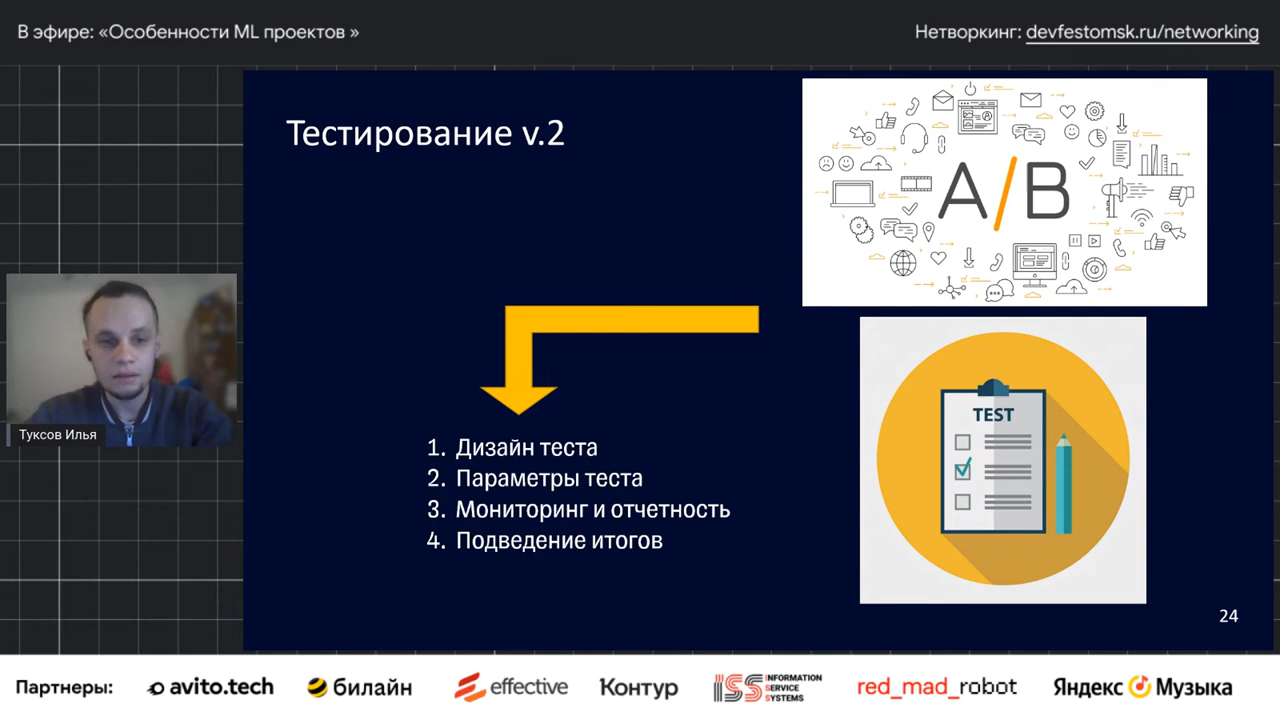 В эфире: «Особенности ML проектов »
Нетворкинг: devfestomsk.ru/networking
Тестирование v.2
A/B
TEST
Туксов Илья
1. Дизайн теста
2. Параметры теста
3. Мониторинг и отчетность
4. Подведение итогов
24
Партнеры: avito.tech билайн effective Контур ISS INFORMATION SERVICE SYSTEMS red_mad_robot Яндекс Музыка